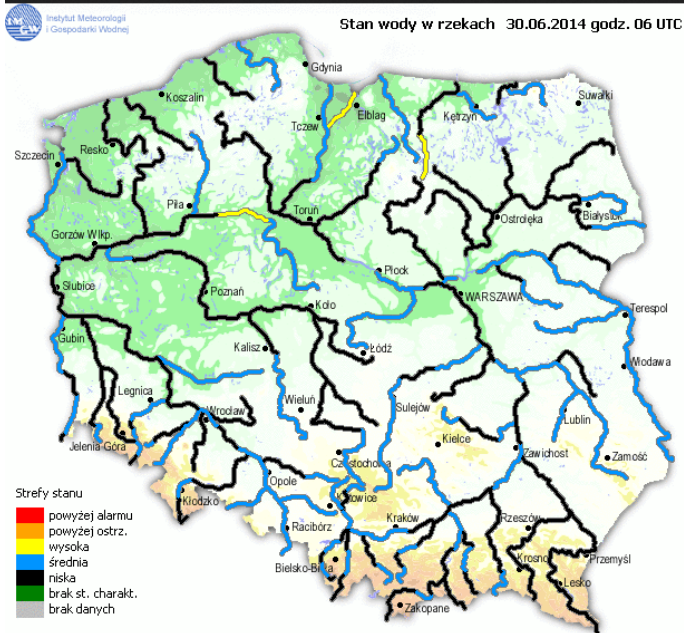 IMGW
Instytut Meteorologii
i Gospodarki Wodnej
Stan wody w rzekach 30.06.2014 godz. 06 UTC
Gdynia
Koszalin
Suwałki
Tczew
Elbląg
Kętrzyn
Szczecin
Resko
Piła
Toruń
Ostrołęka
Białystok
Gorzów Wlkp.
Płock
Słubice
Poznań
Koło
WARSZAWA
Terespol
Gubin
Kalisz
Łódź
Włodawa
Legnica
Wieluń
Sulejów
Wrocław
Lublin
Jelenia Góra
Kielce
Częstochowa
Zawichost
Zamość
Opole
Strefy stanu
Kłodzko
Katowice
powyżej alarmu
Racibórz
Kraków
Rzeszów
powyżej ostrz.
wysoka
średnia
Bielsko-Biała
Krosno
Przemyśl
niska
Lesko
brak st. charakt.
Zakopane
brak danych